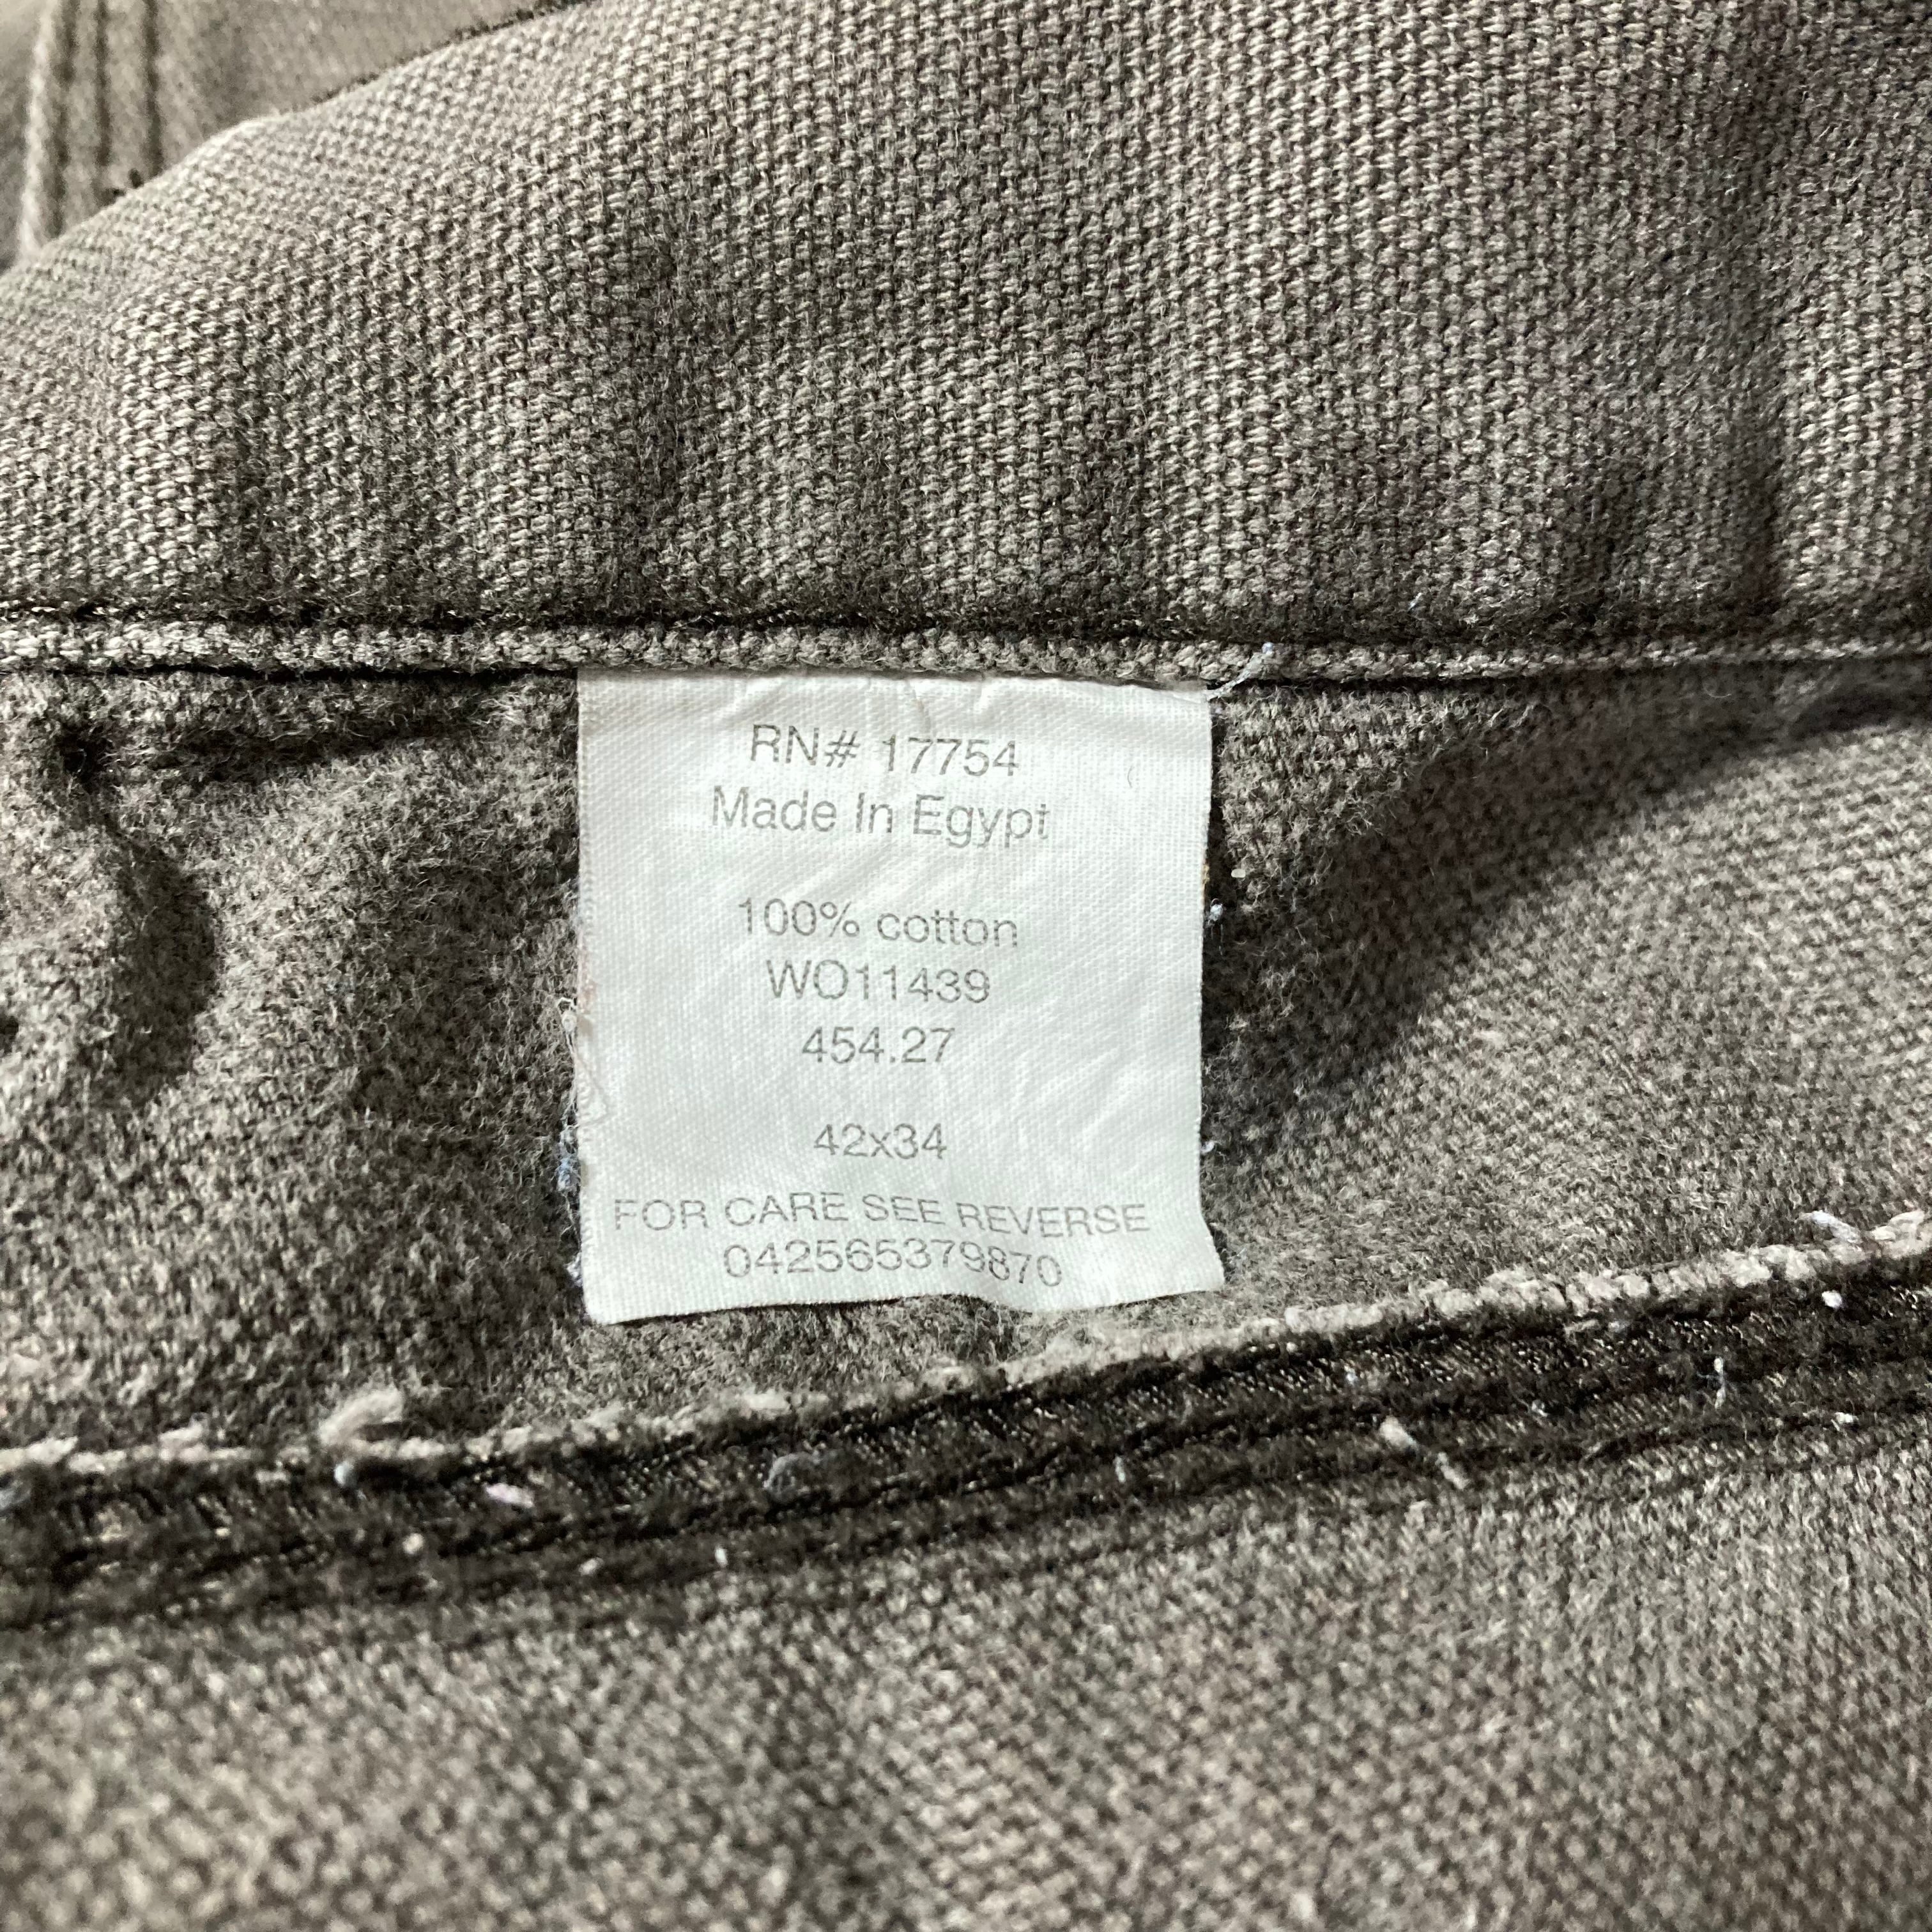 RN# 17754
Made In Egypt
100% cotton
WO11439
454.27
42x34
FOR CARE SEE REVERSE
042565379870